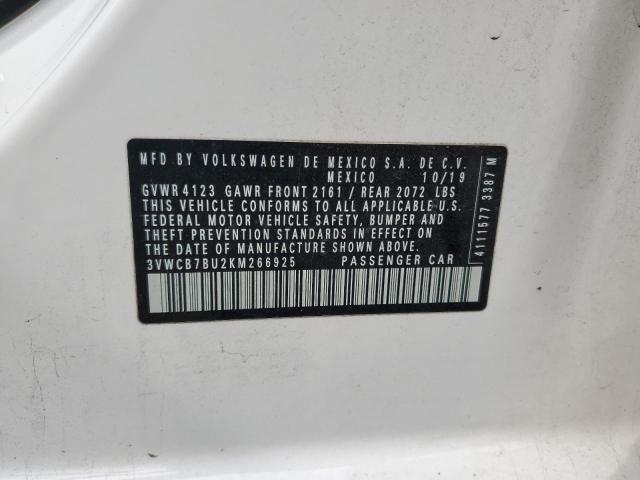 MFD BY VOLKSWAGEN DE MEXICO S.A. DE C.V.
MEXICO 10/19
GVWR 4123 GAWR FRONT 2161 / REAR 2072 LBS
THIS VEHICLE CONFORMS TO ALL APPLICABLE U.S.
FEDERAL MOTOR VEHICLE SAFETY, BUMPER AND
THEFT PREVENTION STANDARDS IN EFFECT ON
THE DATE OF MANUFACTURE SHOWN ABOVE.
3VWCB7BU2KM266925 PASSENGER CAR
4111577 3387 M